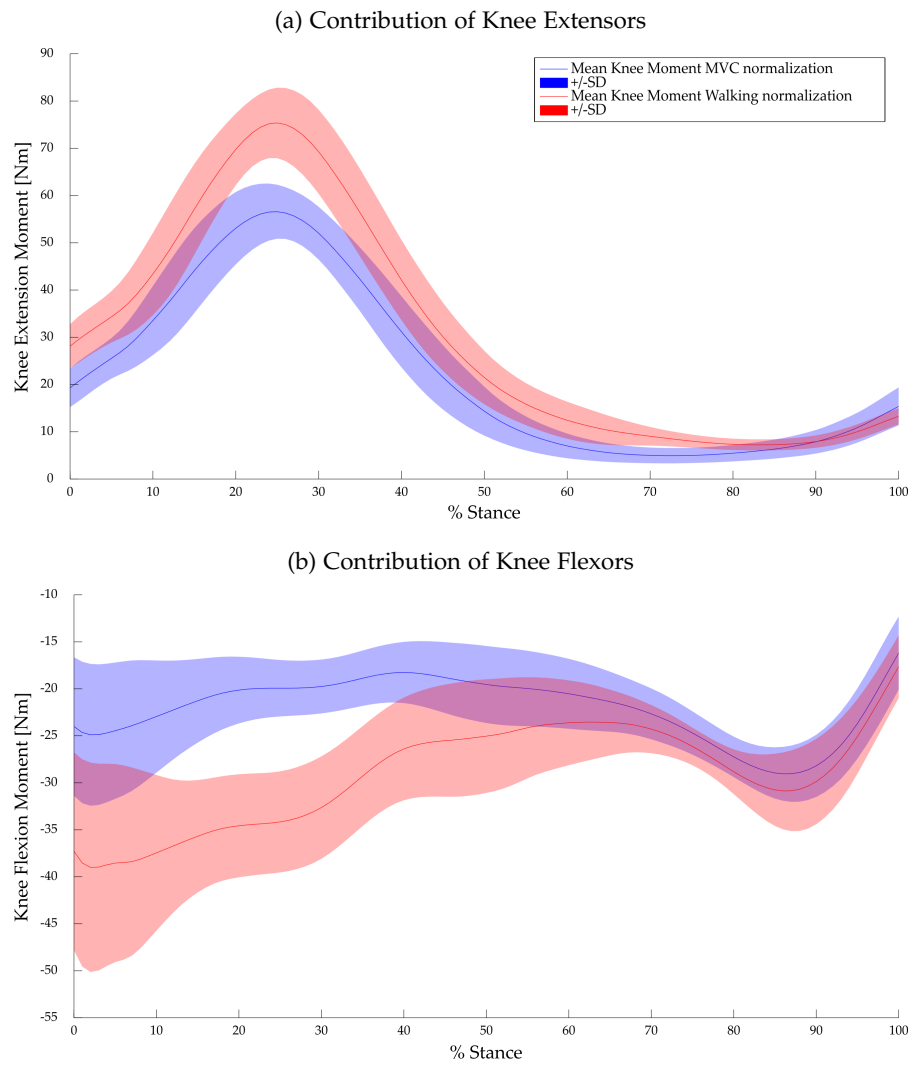 (a) Contribution of Knee Extensors
Mean Knee Moment MVC normalization
+/-SD
Mean Knee Moment Walking normalization
+/-SD
Knee Extension Moment [Nm]
90
80
70
60
50
40
30
20
10
0
0 10 20 30 40 50 60 70 80 90 100
% Stance
(b) Contribution of Knee Flexors
Knee Flexion Moment [Nm]
-10
-15
-20
-25
-30
-35
-40
-45
-50
-55
0 10 20 30 40 50 60 70 80 90 100
% Stance